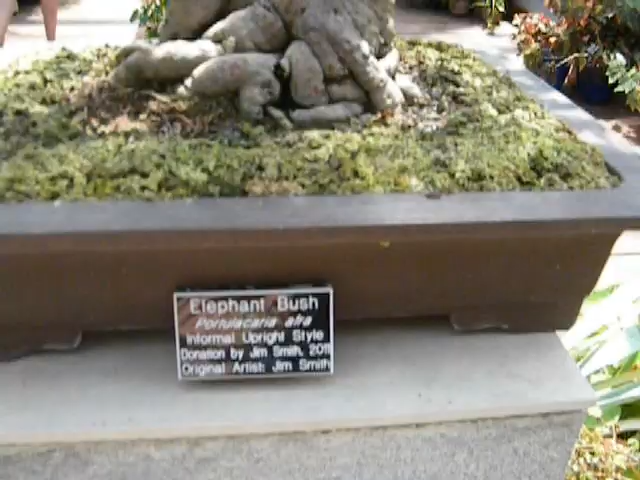 Elephant Bush
Portulacaria afra
Informal Upright Style
Donation by Jim Smith, 2011
Original Artist: Jim Smith